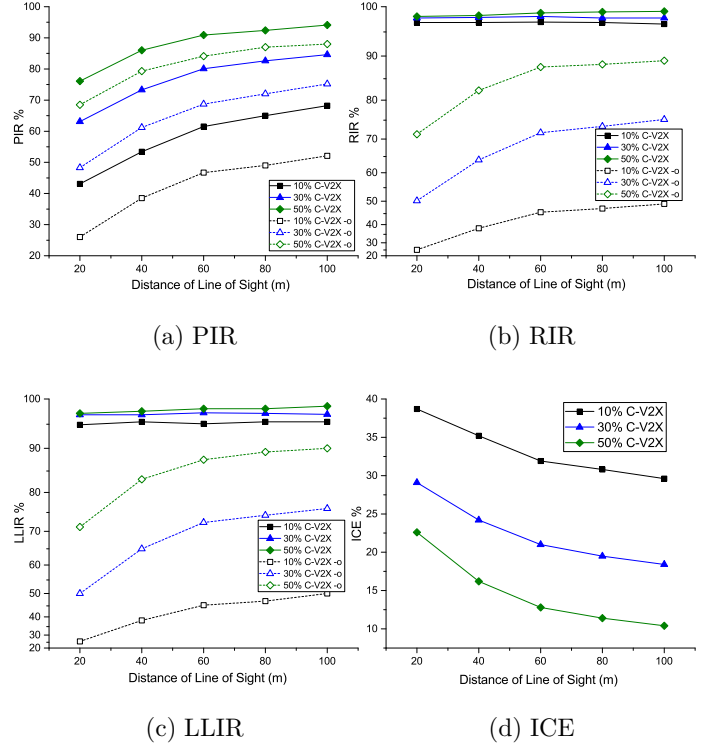 100
90
80
70
60
50
40
30
20
PIR %
20 40 60 80 100
Distance of Line of Sight (m)
10% C-V2X
30% C-V2X
50% C-V2X
10% C-V2X -o
30% C-V2X -o
50% C-V2X -o
(a) PIR
100
90
80
70
60
50
40
30
20
RIR %
20 40 60 80 100
Distance of Line of Sight (m)
10% C-V2X
30% C-V2X
50% C-V2X
10% C-V2X -o
30% C-V2X -o
50% C-V2X -o
(b) RIR
100
90
80
70
60
50
40
30
20
LLIR %
20 40 60 80 100
Distance of Line of Sight (m)
10% C-V2X
30% C-V2X
50% C-V2X
10% C-V2X -o
30% C-V2X -o
50% C-V2X -o
(c) LLIR
40
35
30
25
20
15
10
ICE %
20 40 60 80 100
Distance of Line of Sight (m)
10% C-V2X
30% C-V2X
50% C-V2X
(d) ICE